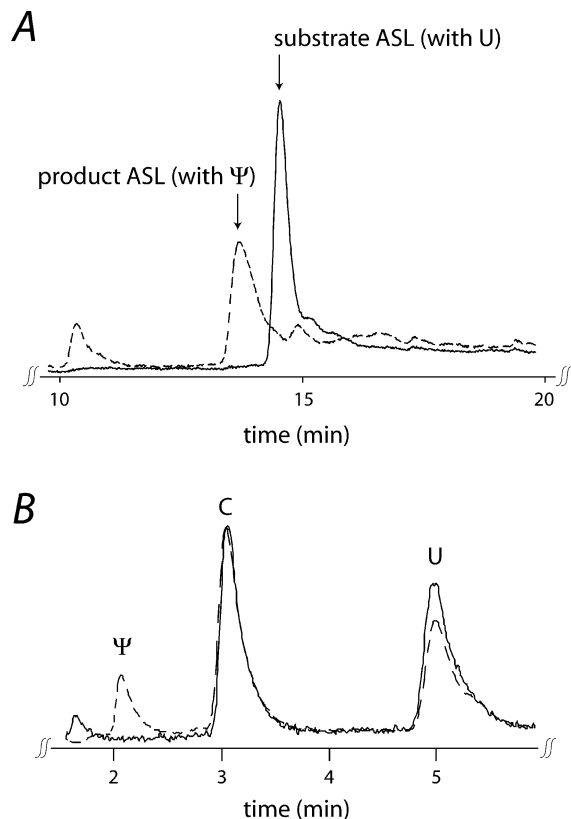 A
substrate ASL (with U)
product ASL (with Ψ)
10 15 20
time (min)
B
C
U
Ψ
2 3 4 5
time (min)